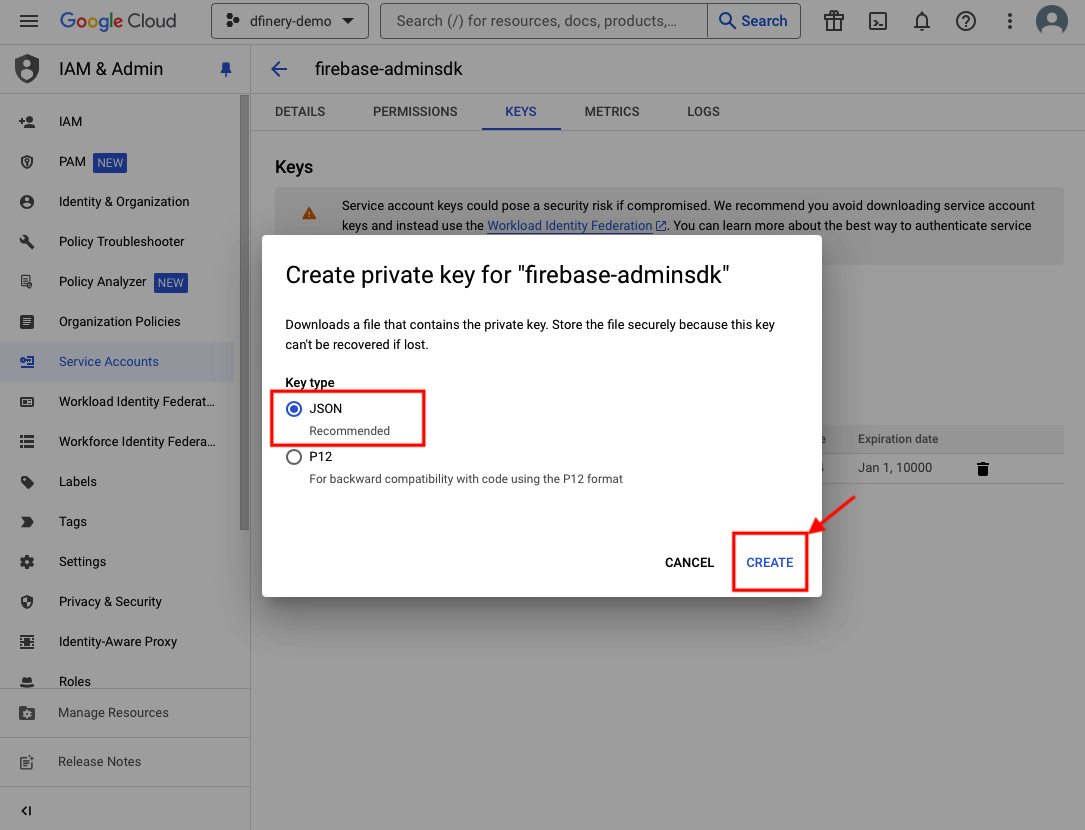 Google Cloud
dfinery-demo
Search (/) for resources, docs, products,...
Search
IAM & Admin
firebase-adminsdk
DETAILS
PERMISSIONS
KEYS
METRICS
LOGS
IAM
PAM NEW
Identity & Organization
Policy Troubleshooter
Policy Analyzer NEW
Organization Policies
Service Accounts
Workload Identity Federat...
Workforce Identity Federa...
Labels
Tags
Settings
Privacy & Security
Identity-Aware Proxy
Roles
Manage Resources
Release Notes
Keys
Service account keys could pose a security risk if compromised. We recommend you avoid downloading service account
keys and instead use the Workload Identity Federation. You can learn more about the best way to authenticate service
Create private key for "firebase-adminsdk"
Downloads a file that contains the private key. Store the file securely because this key
can't be recovered if lost.
Key type
JSON
Recommended
P12
For backward compatibility with code using the P12 format
CANCEL
CREATE
Expiration date
Jan 1, 10000